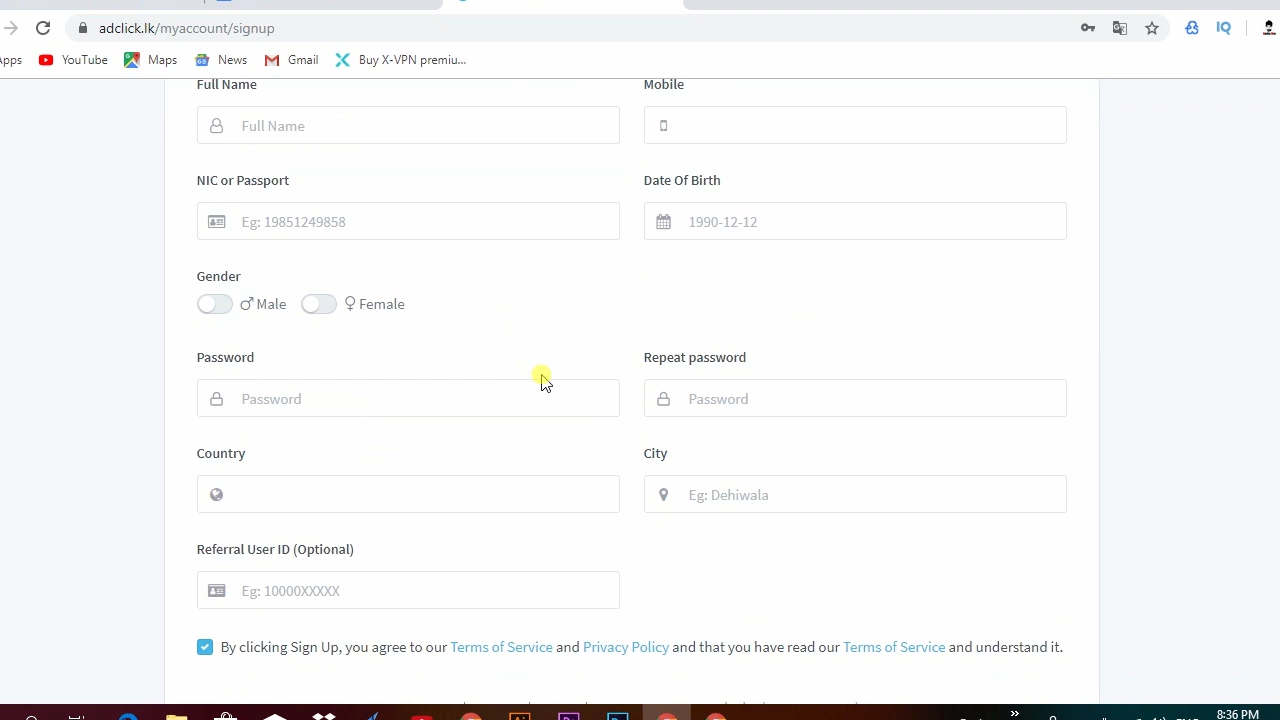 adclick.lk/myaccount/signup
IQ
pps YouTube Maps News Gmail Buy X-VPN premiu...
Full Name Mobile
Full Name
NIC or Passport Date Of Birth
Eg: 19851249858 1990-12-12
Gender
Male Female
Password Repeat password
Password Password
Country City
Eg: Dehiwala
Referral User ID (Optional)
Eg: 10000XXXXX
By clicking Sign Up, you agree to our Terms of Service and Privacy Policy and that you have read our Terms of Service and understand it.
8:36 PM